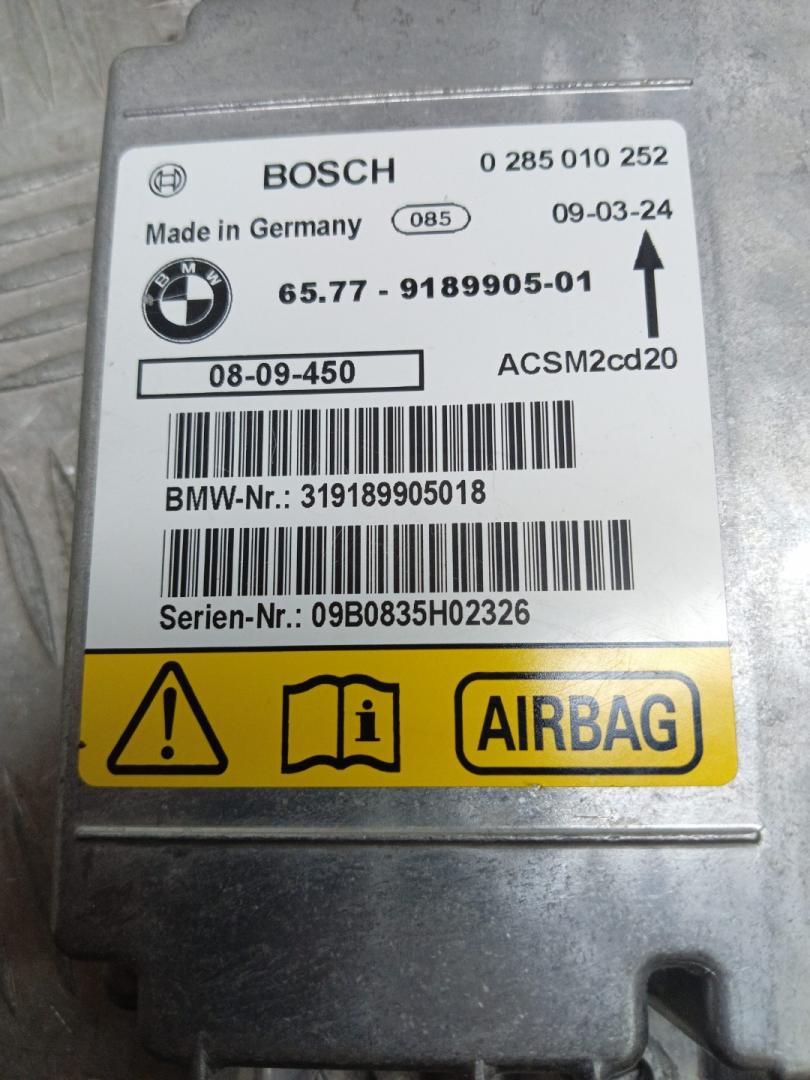 BOSCH 0 285 010 252
Made in Germany 085 09-03-24
BMW 65.77 - 9189905-01
08-09-450 ACSM2cd20
BMW-Nr.: 319189905018
Serien-Nr.: 09B0835H02326
i AIRBAG